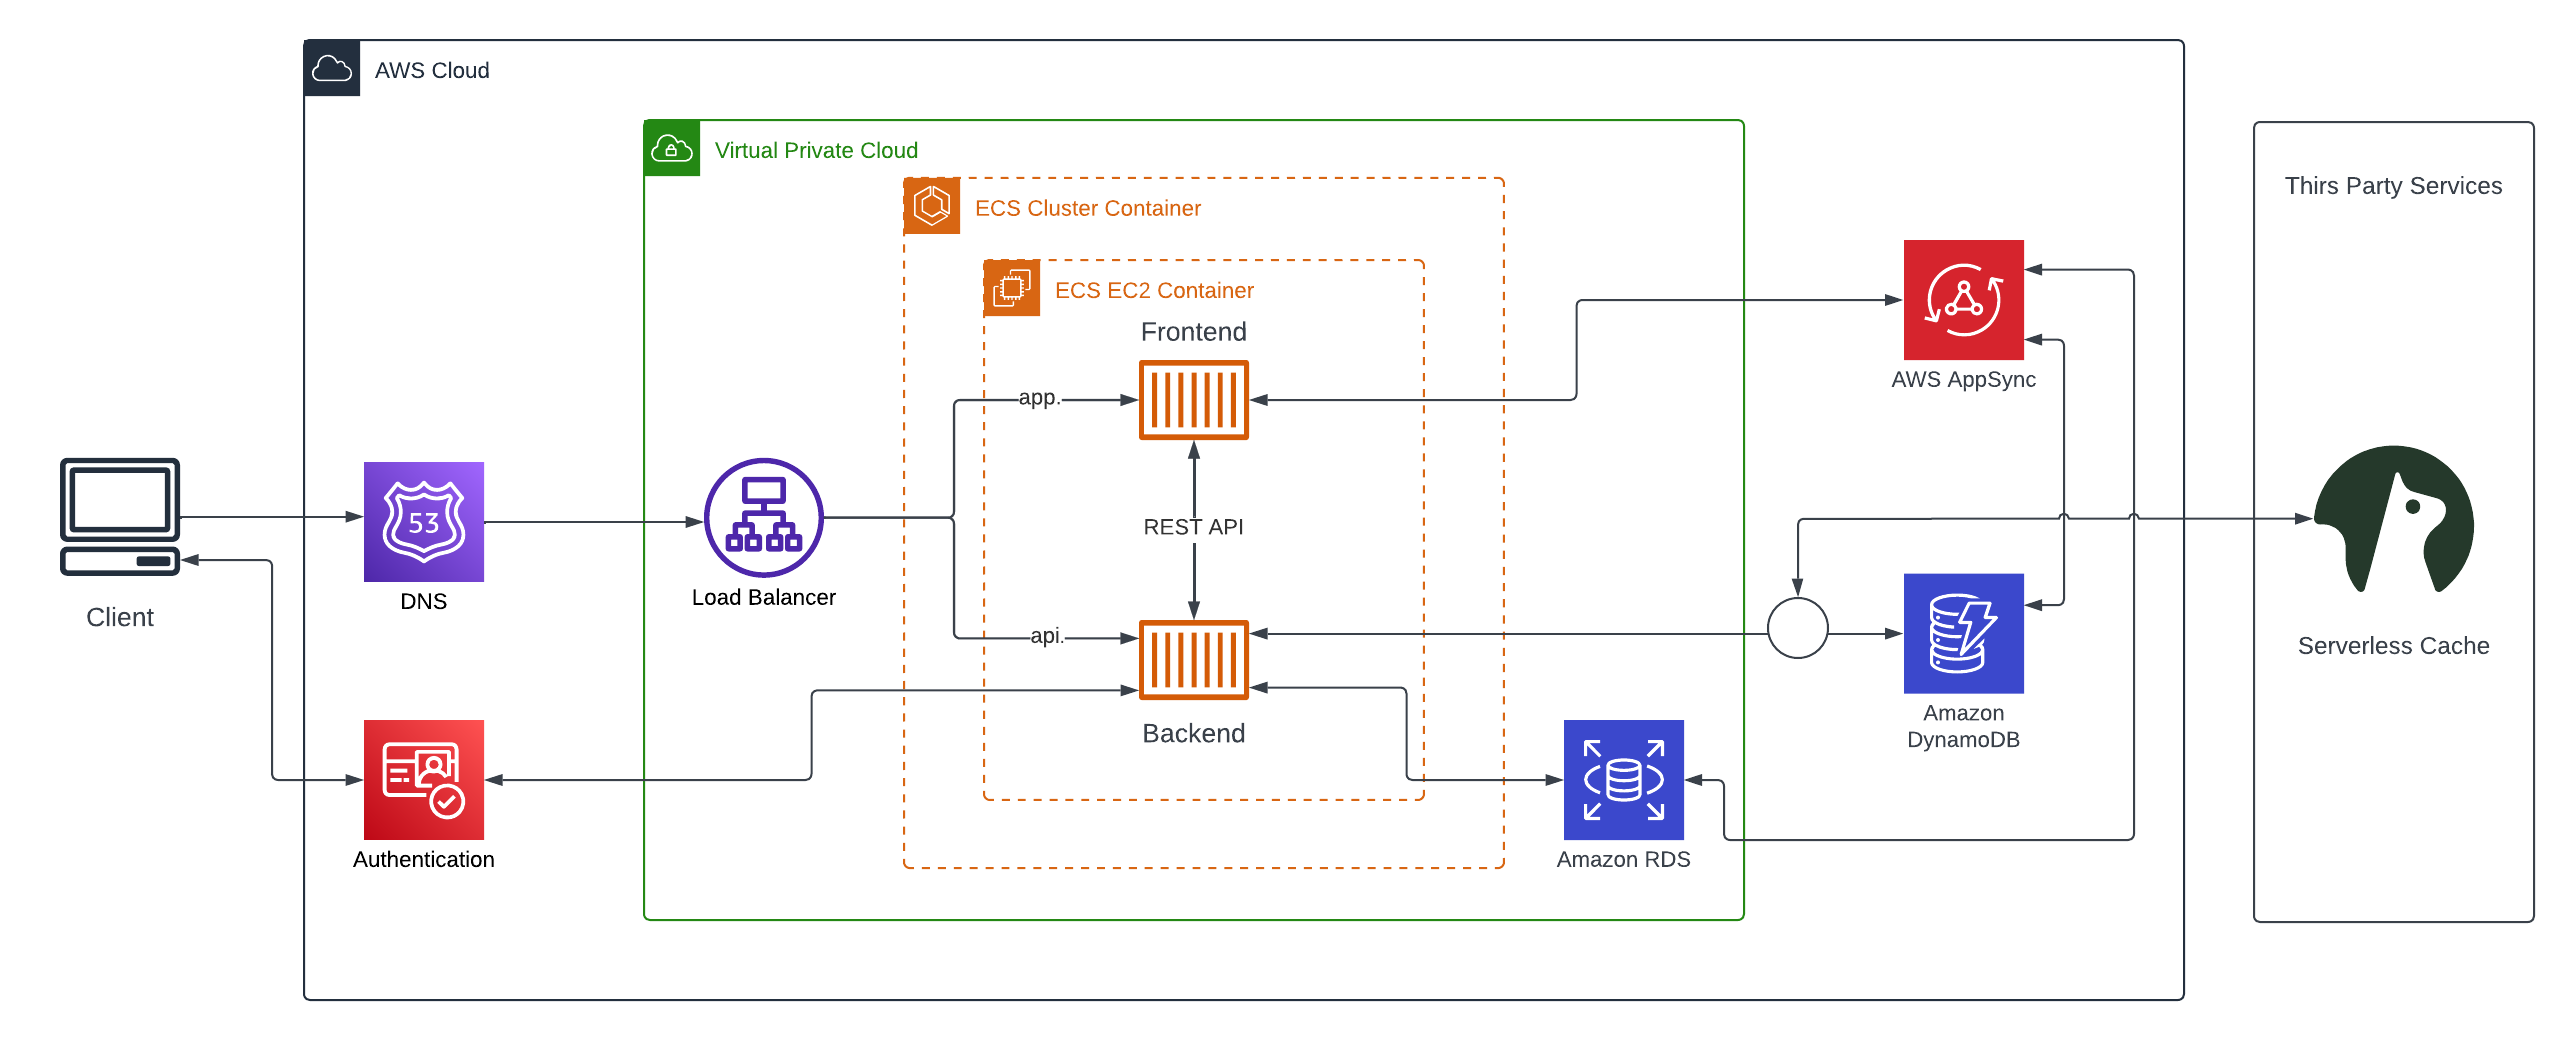 AWS Cloud
Virtual Private Cloud
Thirs Party Services
ECS Cluster Container
ECS EC2 Container
Frontend
AWS AppSync
app.
53
REST API
DNS
Load Balancer
Client
api.
Serverless Cache
Backend
Amazon
DynamoDB
Authentication
Amazon RDS